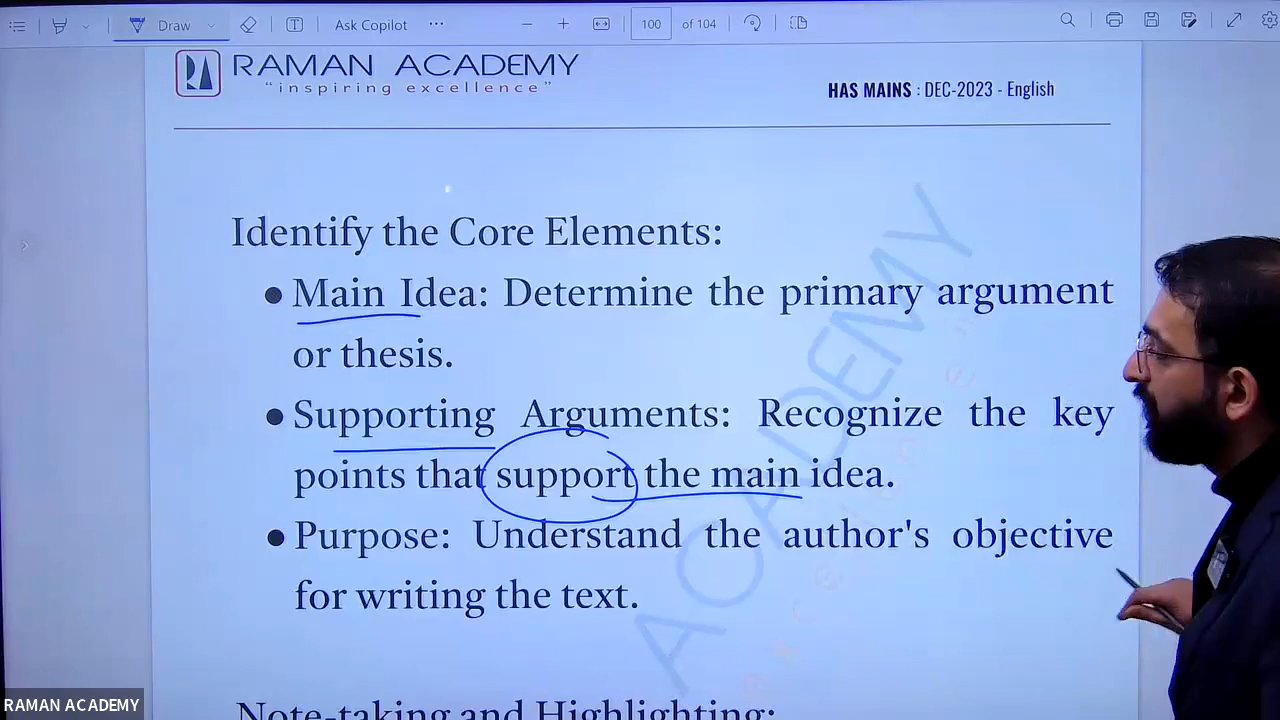 Draw
Ask Copilot
100 of 104
RAMAN ACADEMY
"inspiring excellence"
HAS MAINS : DEC-2023 - English
Identify the Core Elements:
● Main Idea: Determine the primary argument
or thesis.
● Supporting Arguments: Recognize the key
points that support the main idea.
● Purpose: Understand the author's objective
for writing the text.
Note-taking and Highlighting:
ACADEMY
RAMAN ACADEMY